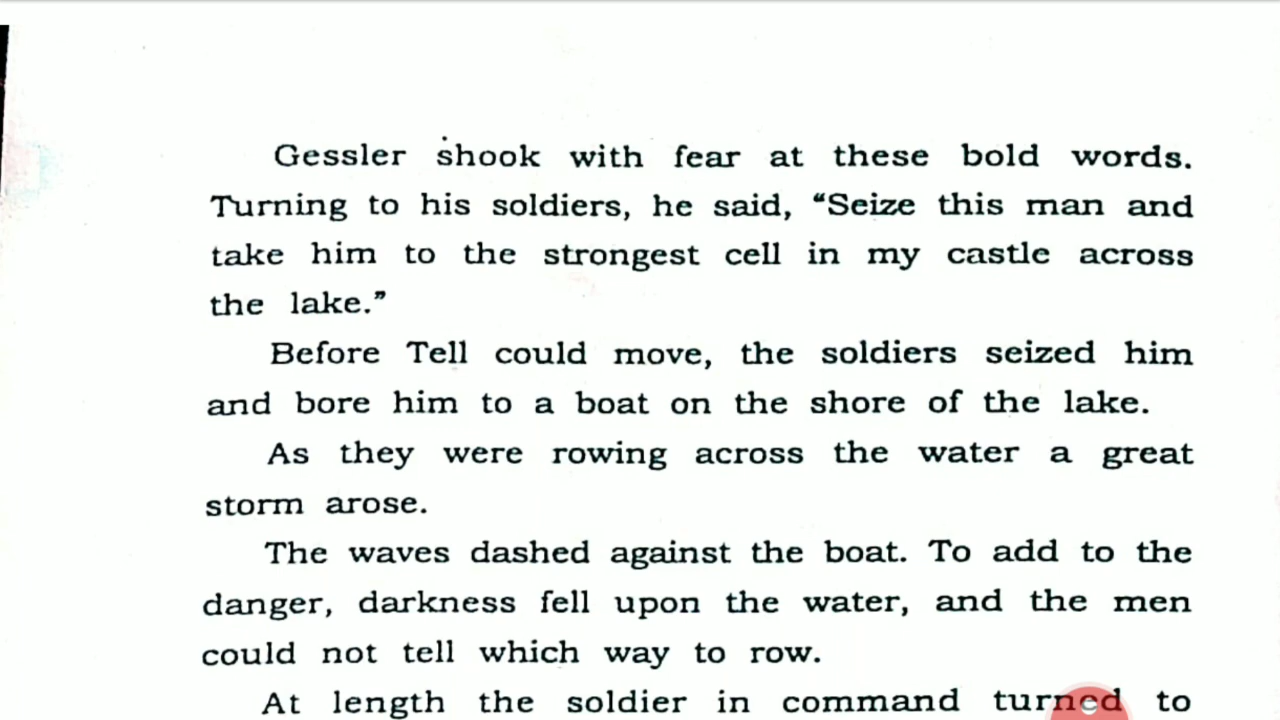 Gessler shook with fear at these bold words.
Turning to his soldiers, he said, “Seize this man and
take him to the strongest cell in my castle across
the lake.”
Before Tell could move, the soldiers seized him
and bore him to a boat on the shore of the lake.
As they were rowing across the water a great
storm arose.
The waves dashed against the boat. To add to the
danger, darkness fell upon the water, and the men
could not tell which way to row.
At length the soldier in command turned to